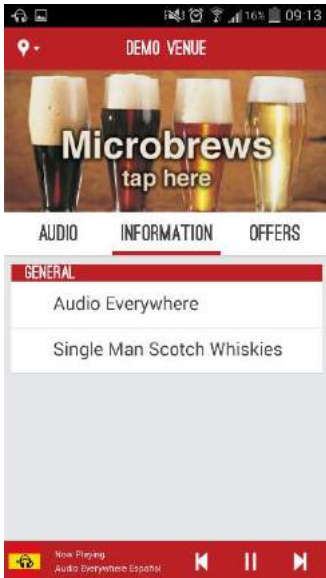 16% 09:13
DEMO VENUE
Microbrews
tap here
AUDIO INFORMATION OFFERS
GENERAL
Audio Everywhere
Single Man Scotch Whiskies
Now Playing
Audio Everywhere Español